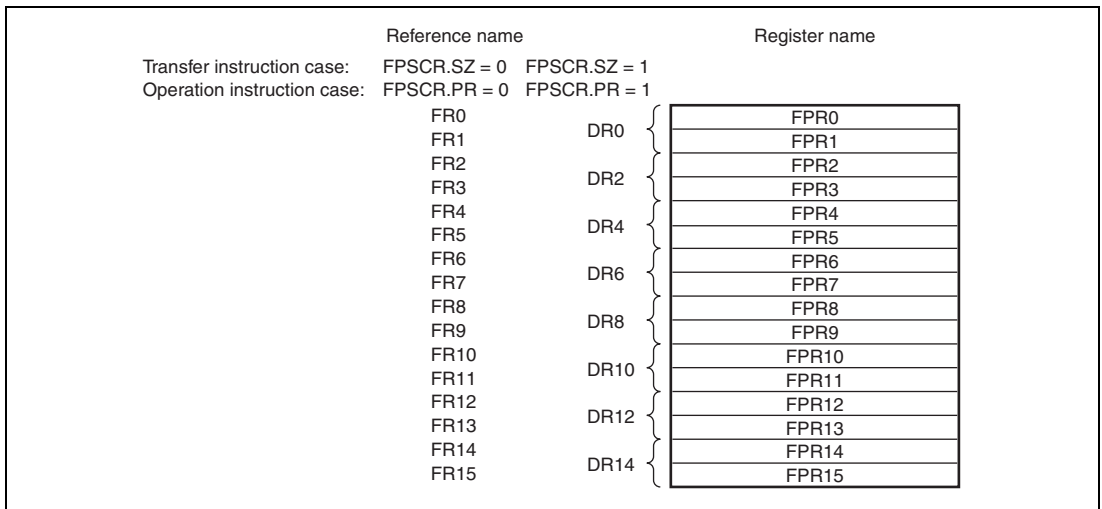 Reference name Register name
Transfer instruction case: FPSCR.SZ = 0 FPSCR.SZ = 1
Operation instruction case: FPSCR.PR = 0 FPSCR.PR = 1
FR0 DR0 FPR0
FR1 FPR1
FR2 DR2 FPR2
FR3 FPR3
FR4 DR4 FPR4
FR5 FPR5
FR6 DR6 FPR6
FR7 FPR7
FR8 DR8 FPR8
FR9 FPR9
FR10 DR10 FPR10
FR11 FPR11
FR12 DR12 FPR12
FR13 FPR13
FR14 DR14 FPR14
FR15 FPR15